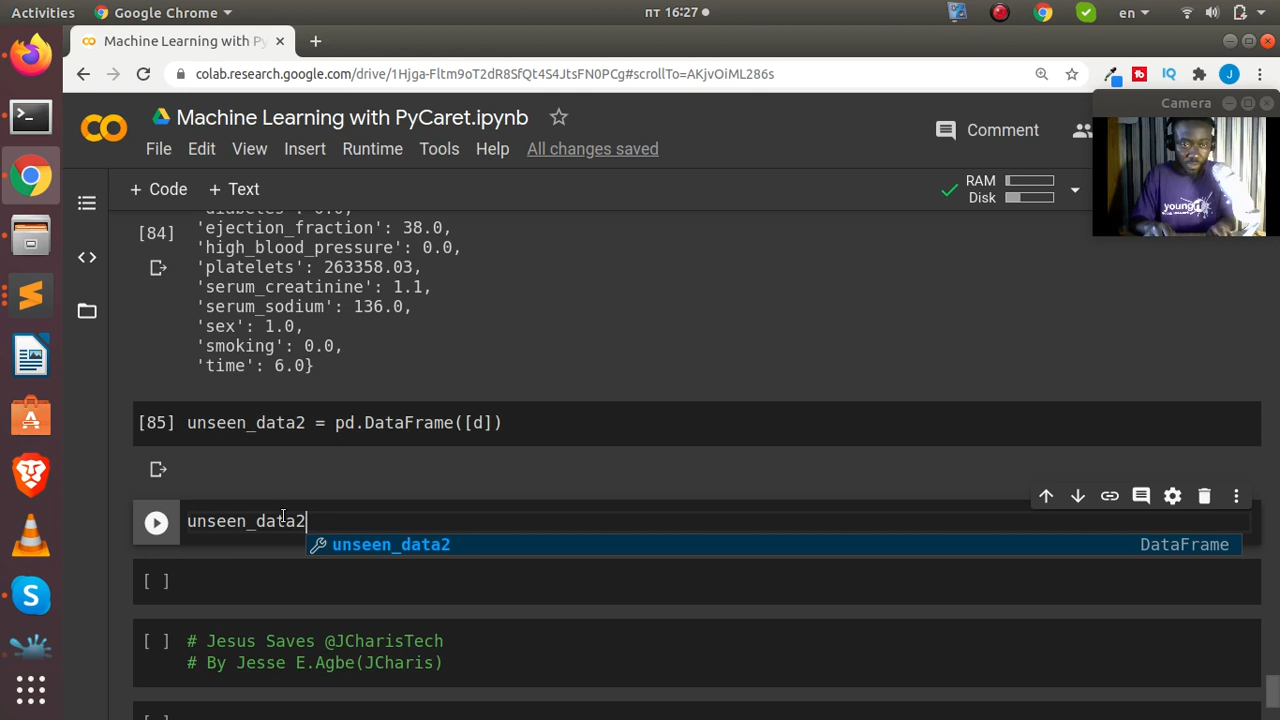 Activities Google Chrome пт 16:27 en
Machine Learning with Py
colab.research.google.com/drive/1Hjga-Fltm9oT2dR8SfQt4S4JtsFN0PCg#scrollTo=AKjvOiML286s
Camera
Machine Learning with PyCaret.ipynb
Comment
File Edit View Insert Runtime Tools Help All changes saved
+ Code + Text
RAM
Disk
'diabetes': 0.0,
[84] 'ejection_fraction': 38.0,
'high_blood_pressure': 0.0,
'platelets': 263358.03,
'serum_creatinine': 1.1,
'serum_sodium': 136.0,
'sex': 1.0,
'smoking': 0.0,
'time': 6.0}
[85] unseen_data2 = pd.DataFrame([d])
unseen_data2
unseen_data2 DataFrame
[ ]
[ ] # Jesus Saves @JCharisTech
# By Jesse E.Agbe(JCharis)